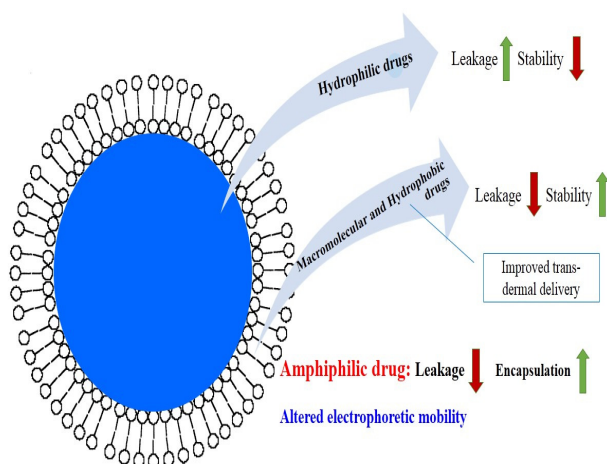 Hydrophilic drugs
Leakage Stability
Macromolecular and Hydrophobic
drugs
Leakage Stability
Improved trans-
dermal delivery
Amphiphilic drug: Leakage Encapsulation
Altered electrophoretic mobility